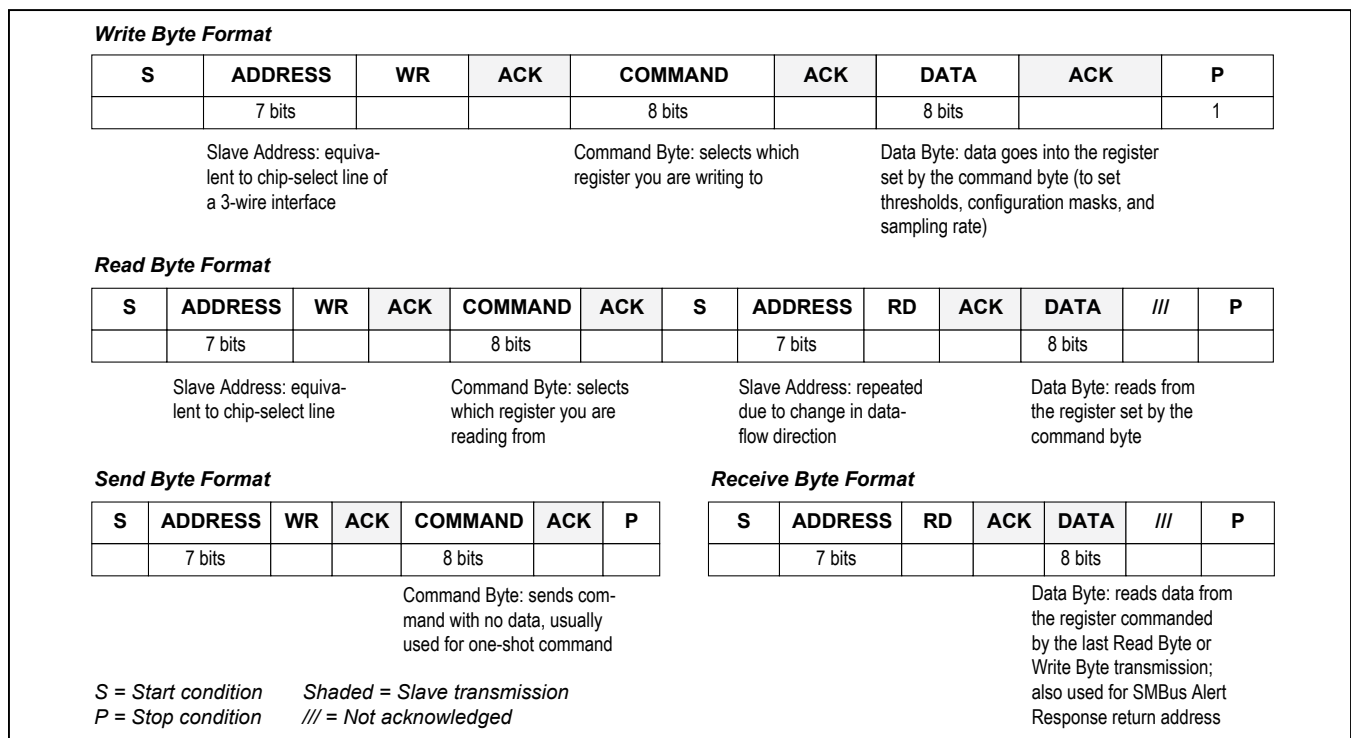 Write Byte Format
S ADDRESS WR ACK COMMAND ACK DATA ACK P
7 bits 8 bits 8 bits 1
Slave Address: equiva-
lent to chip-select line of
a 3-wire interface
Command Byte: selects which
register you are writing to
Data Byte: data goes into the register
set by the command byte (to set
thresholds, configuration masks, and
sampling rate)
Read Byte Format
S ADDRESS WR ACK COMMAND ACK S ADDRESS RD ACK DATA /// P
7 bits 8 bits 7 bits 8 bits
Slave Address: equiva-
lent to chip-select line
Command Byte: selects
which register you are
reading from
Slave Address: repeated
due to change in data-
flow direction
Data Byte: reads from
the register set by the
command byte
Send Byte Format
S ADDRESS WR ACK COMMAND ACK P
7 bits 8 bits
Command Byte: sends com-
mand with no data, usually
used for one-shot command
Receive Byte Format
S ADDRESS RD ACK DATA /// P
7 bits 8 bits
Data Byte: reads data from
the register commanded
by the last Read Byte or
Write Byte transmission;
also used for SMBus Alert
Response return address
S = Start condition Shaded = Slave transmission
P = Stop condition /// = Not acknowledged